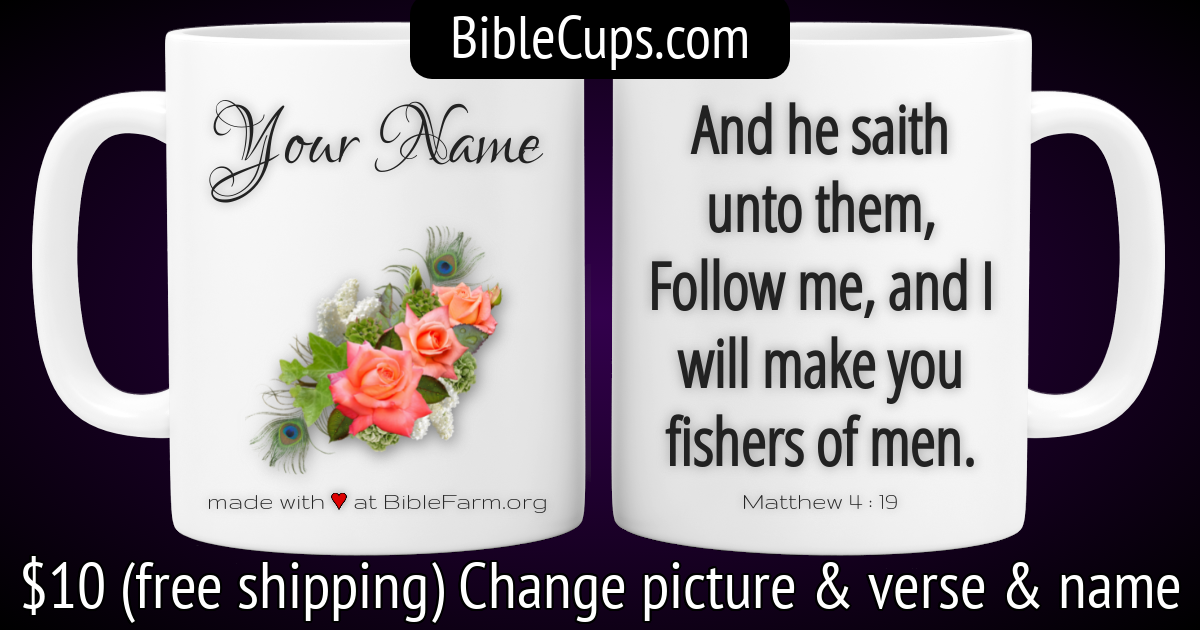 BibleCups.com
Your Name
made with ♥ at BibleFarm.org
And he saith
unto them,
Follow me, and I
will make you
fishers of men.
Matthew 4 : 19
$10 (free shipping) Change picture & verse & name